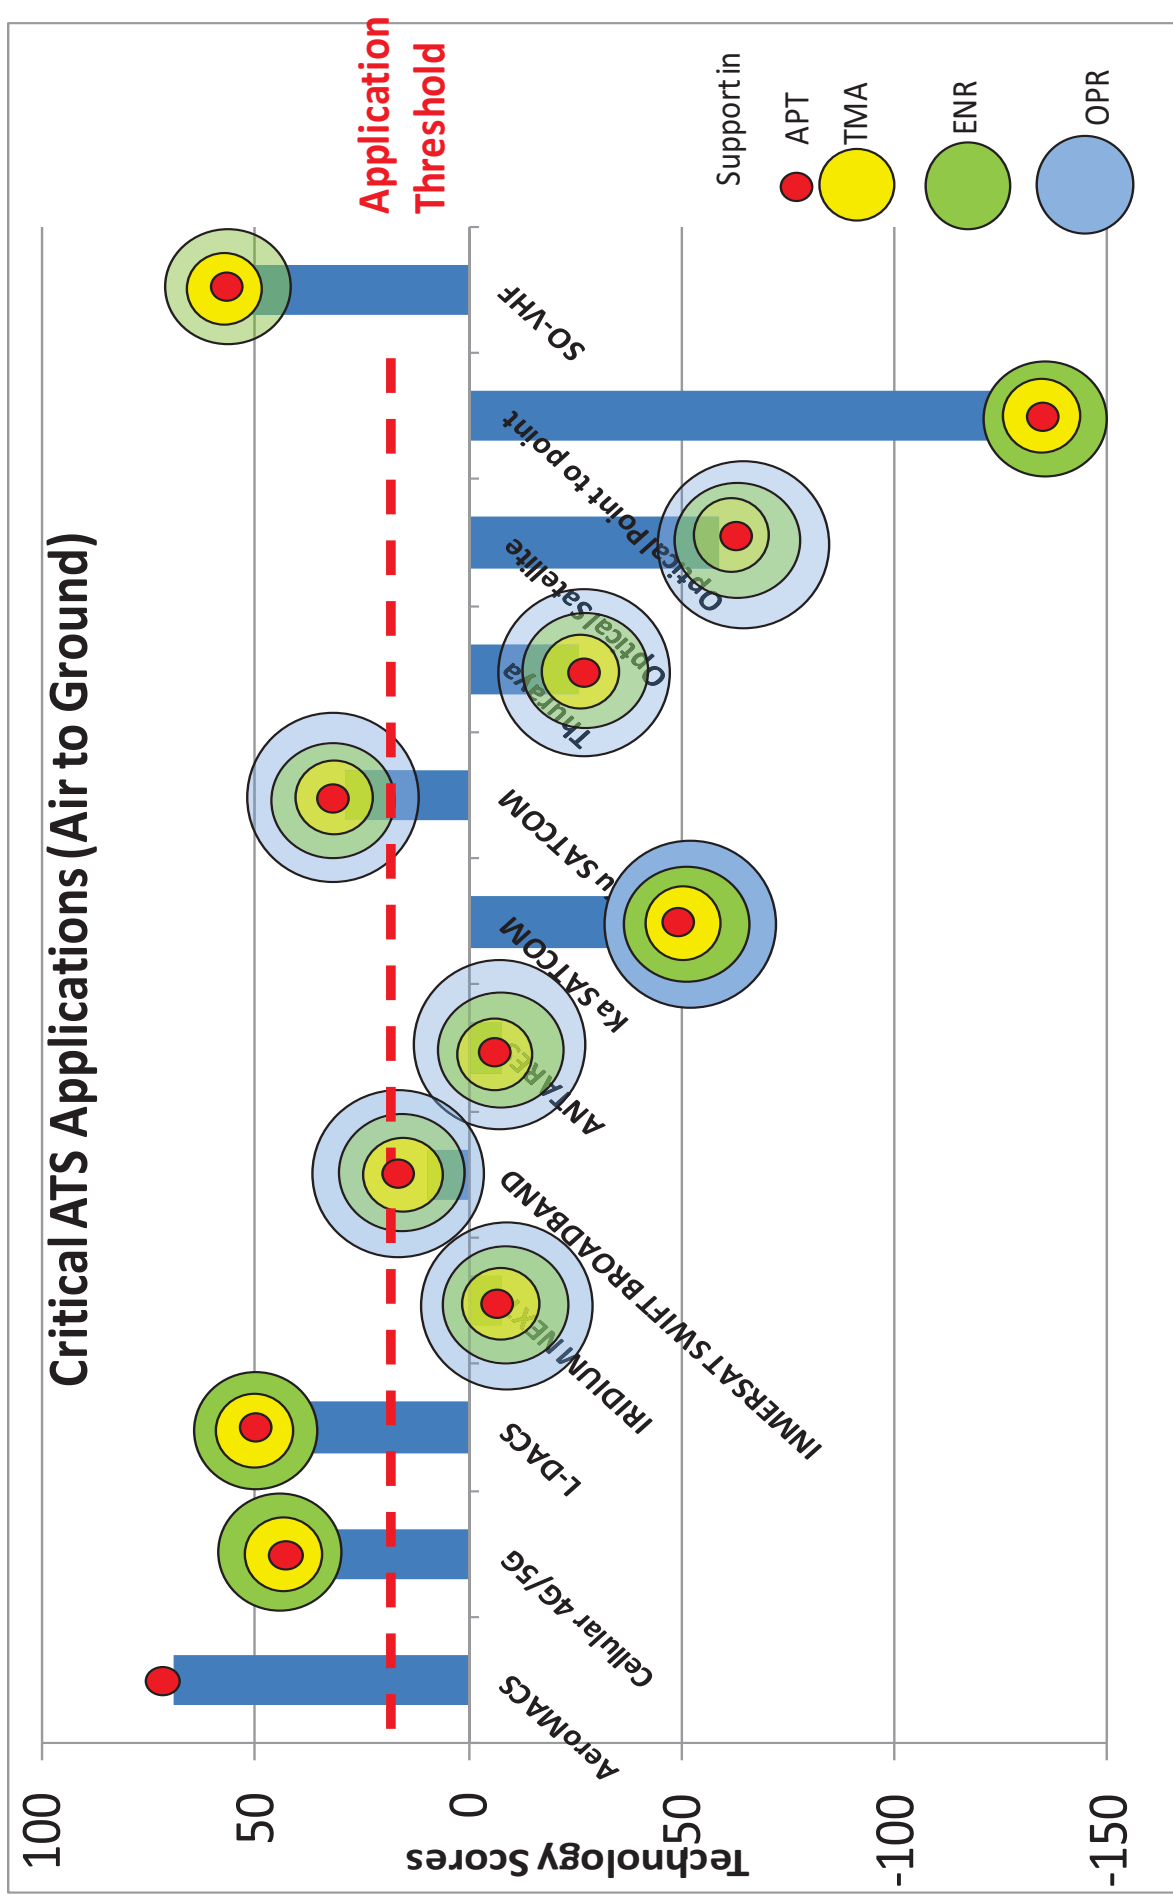 Critical ATS Applications (Air to Ground)
Application
Threshold
100
50
0
-50
-100
-150
Technology Scores
AeroMACS
Cellular 4G/5G
L-DACS
IRIDIUM NEXT
INMERSAT SWIFT BROADBAND
ANTARES
Ka SATCOM
u SATCOM
Thuraya
Optical Satellite
Optical Point to point
SO-VHF
Support in
APT
TMA
ENR
OPR